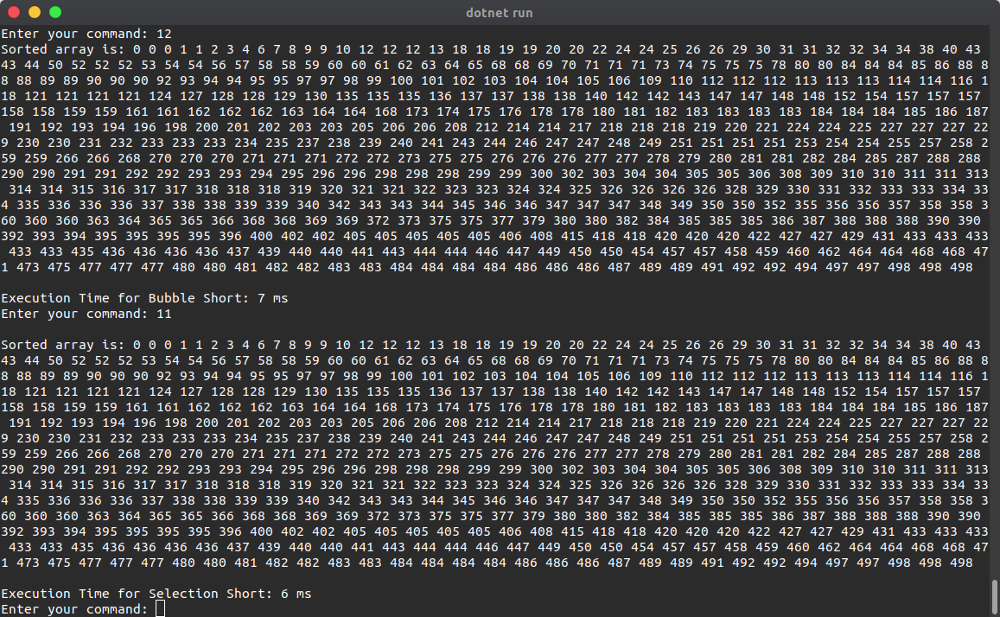 dotnet run
Enter your command: 12
Sorted array is: 0 0 0 1 1 2 3 4 6 7 8 9 9 10 12 12 12 13 18 18 19 19 20 20 22 24 24 25 26 26 29 30 31 31 32 32 34 34 38 40 43
43 44 50 52 52 52 53 54 54 56 57 58 58 59 60 60 61 62 63 64 65 68 68 69 70 71 71 71 73 74 75 75 75 78 80 80 84 84 84 85 86 88 8
8 88 89 89 90 90 90 92 93 94 94 95 95 97 97 98 99 100 101 102 103 104 104 105 106 109 110 112 112 112 113 113 113 114 114 116 1
18 121 121 121 121 124 127 128 128 129 130 135 135 135 136 137 137 138 138 140 142 142 143 147 147 148 148 152 154 157 157 157
158 158 159 159 161 161 162 162 162 163 164 164 168 173 174 175 176 178 178 180 181 182 183 183 183 183 184 184 184 185 186 187
191 192 193 194 196 198 200 201 202 203 203 205 206 206 208 212 214 214 217 218 218 218 219 220 221 224 224 225 227 227 227 22
9 230 230 231 232 233 233 233 234 235 237 238 239 240 241 243 244 246 247 247 248 249 251 251 251 251 253 254 254 255 257 258 2
59 259 266 266 268 270 270 270 271 271 271 272 272 273 275 275 276 276 276 277 277 278 279 280 281 281 282 284 285 287 288 288
290 290 291 291 292 292 293 293 294 295 296 296 298 298 298 299 299 300 302 303 304 304 305 305 306 308 309 310 310 311 311 313
314 314 315 316 317 317 318 318 318 319 320 321 321 322 323 323 324 324 325 326 326 326 326 328 329 330 331 332 333 333 334 33
4 335 336 336 336 337 338 338 339 339 340 342 343 343 344 345 346 346 347 347 347 348 349 350 350 352 355 356 356 357 358 358 3
60 360 360 363 364 365 365 366 368 368 369 369 372 373 375 375 377 379 380 380 382 384 385 385 385 386 387 388 388 388 390 390
392 393 394 395 395 395 395 396 400 402 402 405 405 405 405 405 406 408 415 418 418 420 420 420 422 427 427 429 431 433 433 433
433 433 435 436 436 436 436 437 439 440 440 441 443 444 444 446 447 449 450 450 454 457 457 458 459 460 462 464 464 468 468 47
1 473 475 477 477 477 480 480 481 482 482 483 483 484 484 484 484 486 486 486 487 489 489 491 492 492 494 497 497 498 498 498
Execution Time for Bubble Short: 7 ms
Enter your command: 11
Sorted array is: 0 0 0 1 1 2 3 4 6 7 8 9 9 10 12 12 12 13 18 18 19 19 20 20 22 24 24 25 26 26 29 30 31 31 32 32 34 34 38 40 43
43 44 50 52 52 52 53 54 54 56 57 58 58 59 60 60 61 62 63 64 65 68 68 69 70 71 71 71 73 74 75 75 75 78 80 80 84 84 84 85 86 88 8
8 88 89 89 90 90 90 92 93 94 94 95 95 97 97 98 99 100 101 102 103 104 104 105 106 109 110 112 112 112 113 113 113 114 114 116 1
18 121 121 121 121 124 127 128 128 129 130 135 135 135 136 137 137 138 138 140 142 142 143 147 147 148 148 152 154 157 157 157
158 158 159 159 161 161 162 162 162 163 164 164 168 173 174 175 176 178 178 180 181 182 183 183 183 183 184 184 184 185 186 187
191 192 193 194 196 198 200 201 202 203 203 205 206 206 208 212 214 214 217 218 218 218 219 220 221 224 224 225 227 227 227 22
9 230 230 231 232 233 233 233 234 235 237 238 239 240 241 243 244 246 247 247 248 249 251 251 251 251 253 254 254 255 257 258 2
59 259 266 266 268 270 270 270 271 271 271 272 272 273 275 275 276 276 276 277 277 278 279 280 281 281 282 284 285 287 288 288
290 290 291 291 292 292 293 293 294 295 296 296 298 298 298 299 299 300 302 303 304 304 305 305 306 308 309 310 310 311 311 313
314 314 315 316 317 317 318 318 318 319 320 321 321 322 323 323 324 324 325 326 326 326 326 328 329 330 331 332 333 333 334 33
4 335 336 336 336 337 338 338 339 339 340 342 343 343 344 345 346 346 347 347 347 348 349 350 350 352 355 356 356 357 358 358 3
60 360 360 363 364 365 365 366 368 368 369 369 372 373 375 375 377 379 380 380 382 384 385 385 385 386 387 388 388 388 390 390
392 393 394 395 395 395 395 396 400 402 402 405 405 405 405 405 406 408 415 418 418 420 420 420 422 427 427 429 431 433 433 433
433 433 435 436 436 436 436 437 439 440 440 441 443 444 444 446 447 449 450 450 454 457 457 458 459 460 462 464 464 468 468 47
1 473 475 477 477 477 480 480 481 482 482 483 483 484 484 484 484 486 486 486 487 489 489 491 492 492 494 497 497 498 498 498
Execution Time for Selection Short: 6 ms
Enter your command: